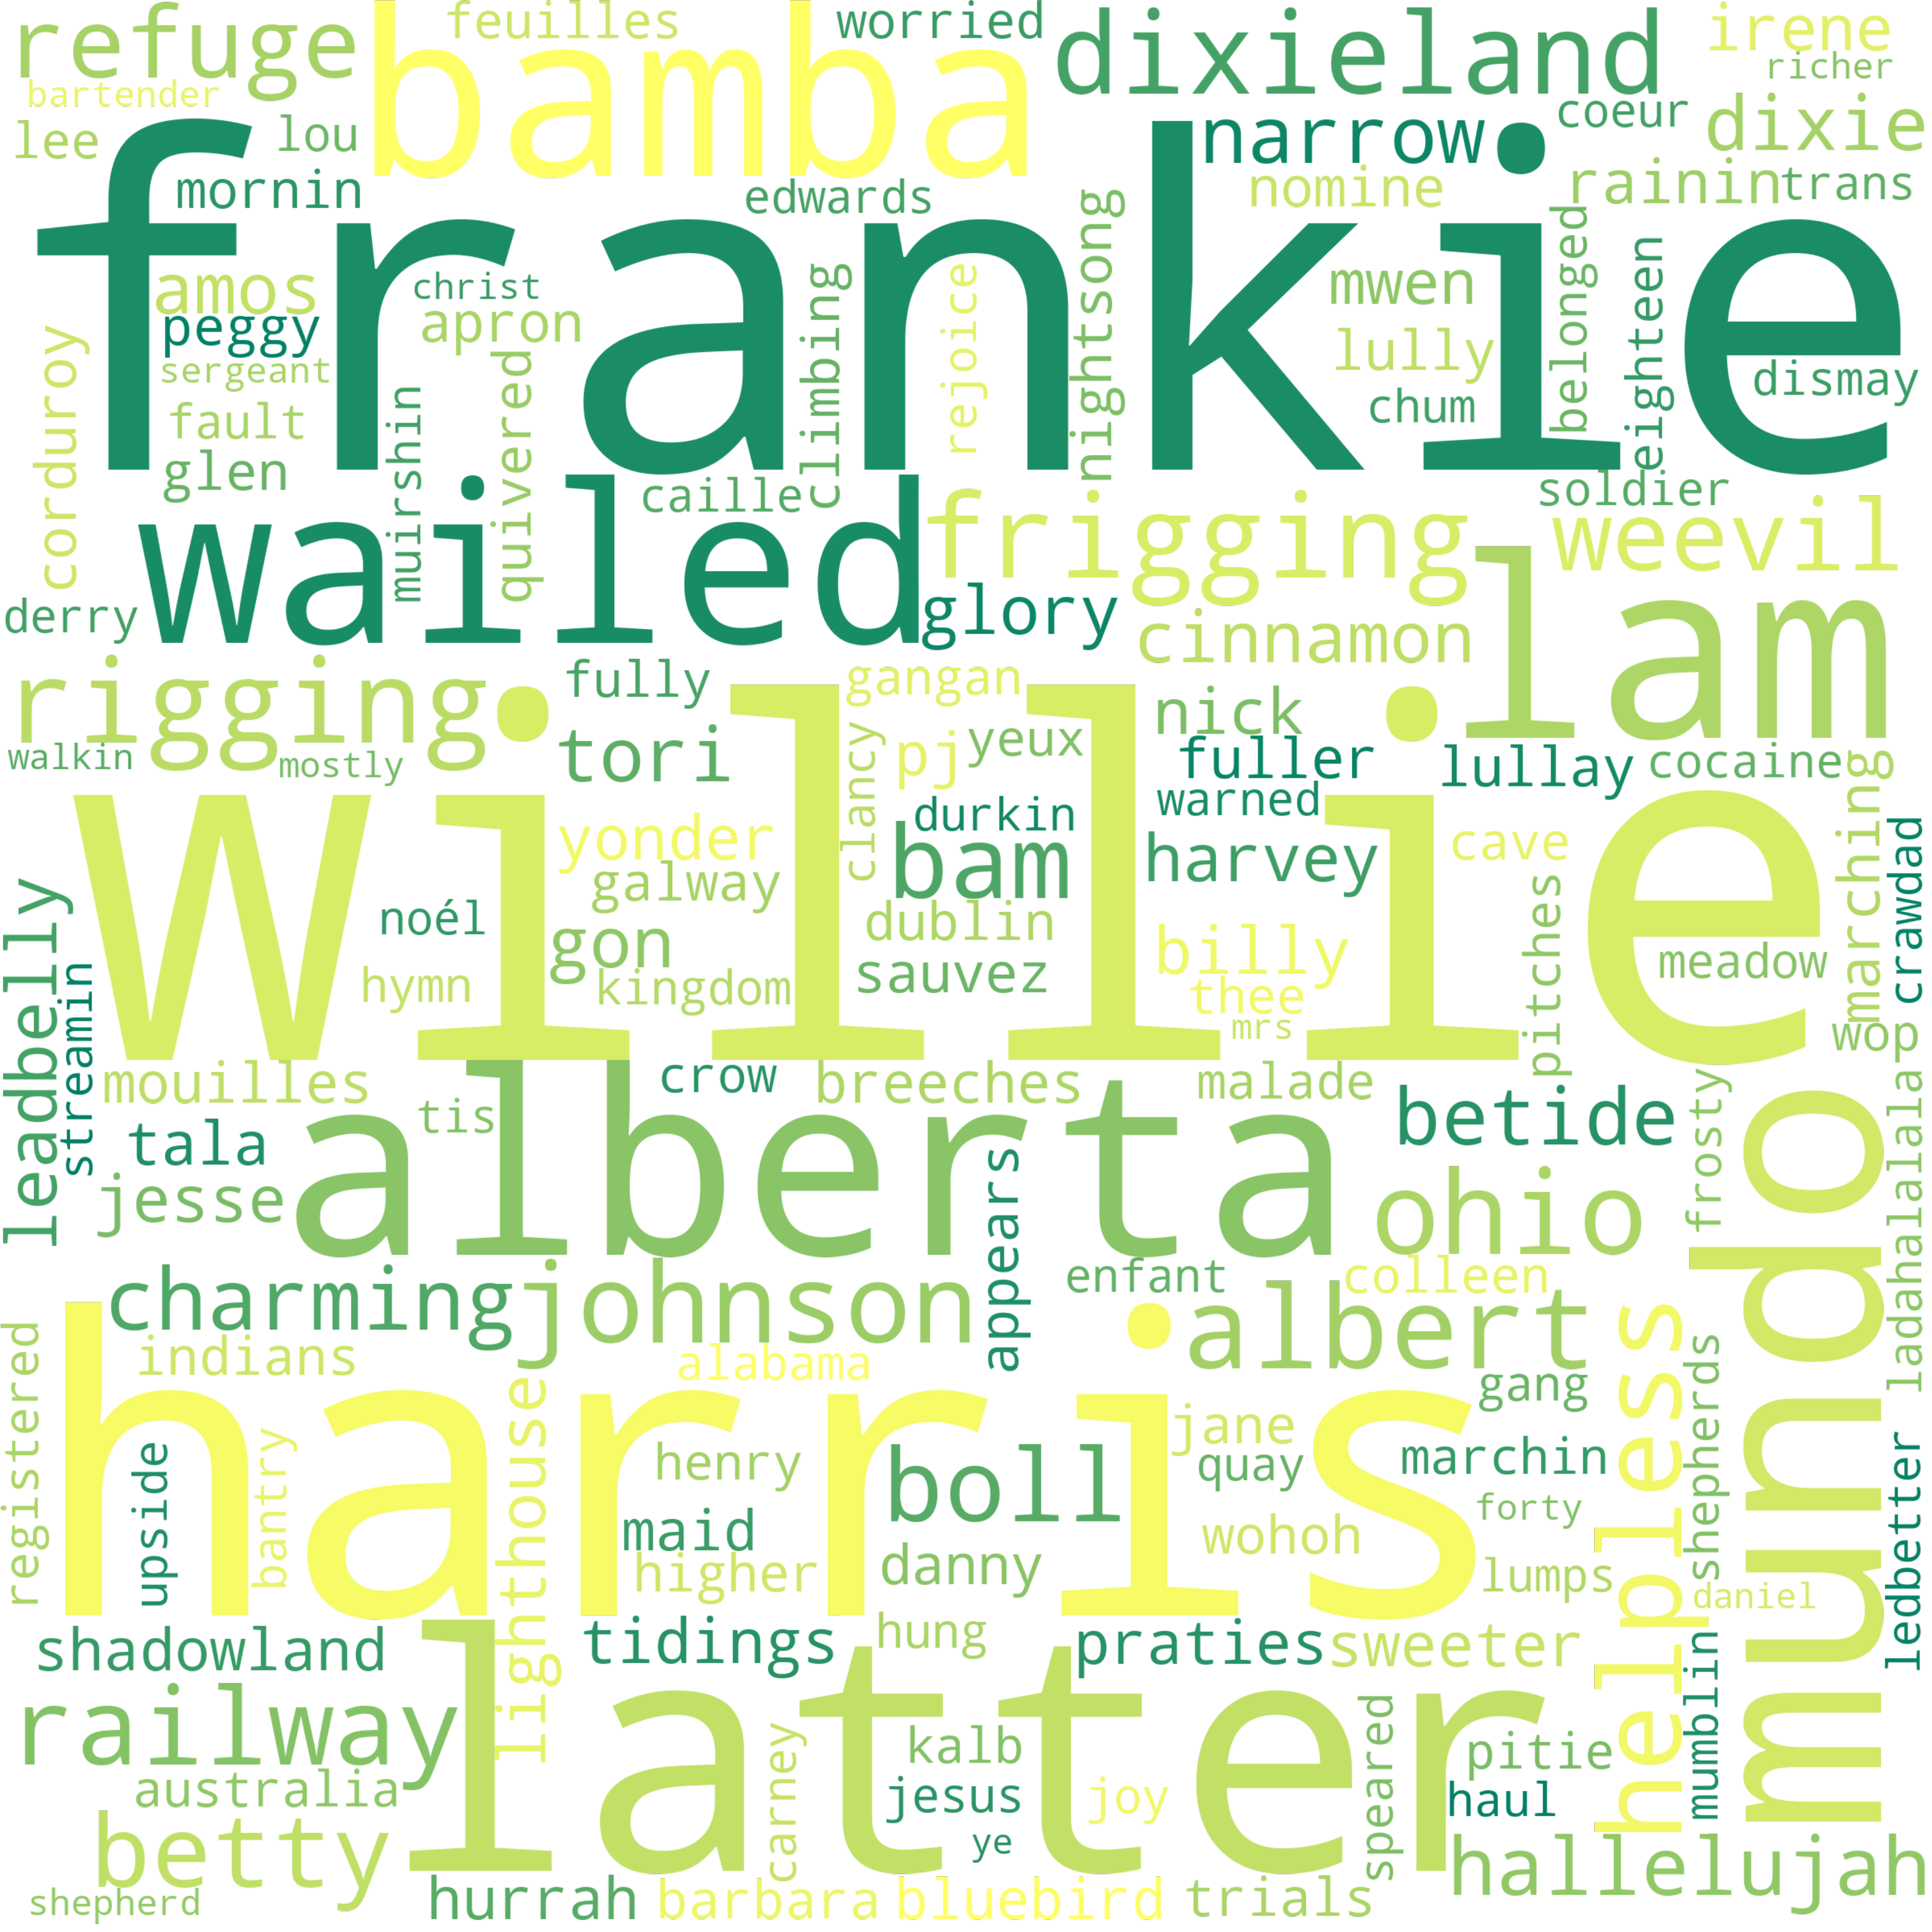 refuge feuilles bamba worried dixieland irene
bartender richer
lee lou narrow coeur dixie
mornin edwards nomine rainin trans
frankie
amos christ climbing rejoice nightsong mwen belonged eighteen
corduroy peggy apron lully dismay
sergeant quivered
fault muirshin chum
glen caille soldier
wailed frigging weevil
derry glory cinnamon lam
rigging fully gangan nick
walkin mostly tori clancy pj yeux fuller lullay cocaine marching
willie
durkin warned
yonder bam harvey cave crawdad
galway
leadbelly noél gon dublin billy pitches meadow
streamin hymn kingdom sauvez thee
mrs wop
mouilles crow breeches malade frosty ladahalalala
tala tis alberta betide
jesse appears ohio mundo
charming johnson enfant colleen
albert helpless shepherds
registered indians alabama gang
harris
upside bantry lighthouse henry boll jane marchin ledbetter
quay
maid wohoh forty
higher danny lumps daniel
shadowland tidings hung praties sweeter mumblin
latter
railway carney kalb speared pitie
australia jesus joy haul
betty ye hallelujah
shepherd hurrah barbara bluebird trials